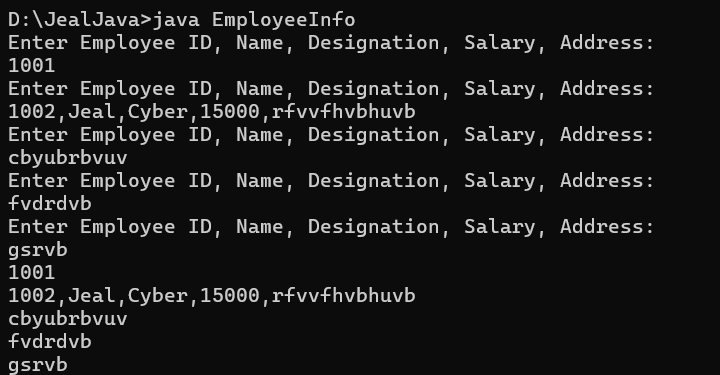 D:\JealJava>java EmployeeInfo
Enter Employee ID, Name, Designation, Salary, Address:
1001
Enter Employee ID, Name, Designation, Salary, Address:
1002,Jeal,Cyber,15000,rfvvfhvbhuvb
Enter Employee ID, Name, Designation, Salary, Address:
cbyubrbvuv
Enter Employee ID, Name, Designation, Salary, Address:
fvdrdvb
Enter Employee ID, Name, Designation, Salary, Address:
gsrvb
1001
1002,Jeal,Cyber,15000,rfvvfhvbhuvb
cbyubrbvuv
fvdrdvb
gsrvb